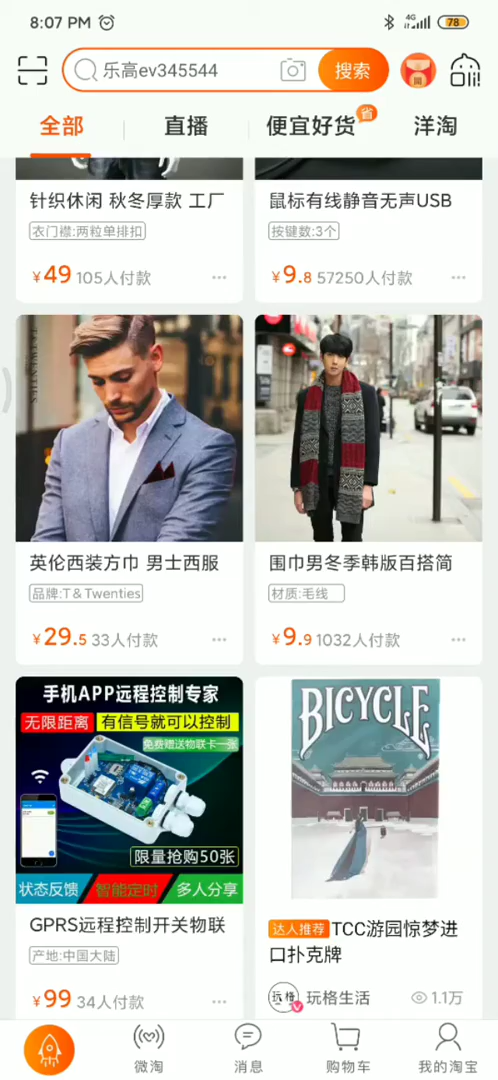 8:07 PM
4G
78
乐高ev345544
搜索
全部
直播
便宜好货
省
洋淘
针织休闲 秋冬厚款 工厂
衣门襟:两粒单排扣
¥49 105人付款
鼠标有线静音无声USB
按键数:3个
¥9.8 57250人付款
英伦西装方巾 男士西服
品牌:T&Twenties
¥29.5 33人付款
围巾男冬季韩版百搭简
材质:毛线
¥9.9 1032人付款
手机APP远程控制专家
无限距离 有信号就可以控制
免费赠送物联卡一张
限量抢购50张
状态反馈 智能定时 多人分享
GPRS远程控制开关物联
产地:中国大陆
¥99 34人付款
BICYCLE
达人推荐 TCC游园惊梦进
口扑克牌
玩格
玩格生活
1.1万
微淘
消息
购物车
我的淘宝